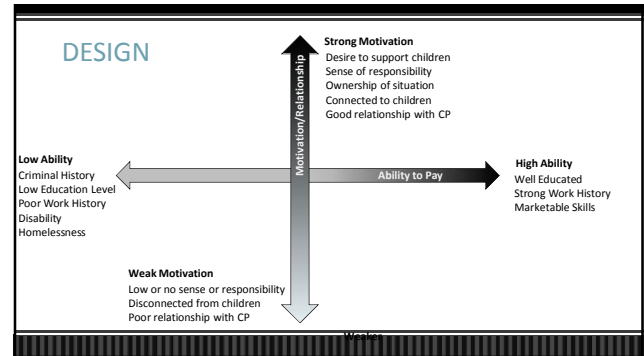 DESIGN
Strong Motivation
Desire to support children
Sense of responsibility
Ownership of situation
Connected to children
Good relationship with CP
Motivation/Relationship
Low Ability
Criminal History
Low Education Level
Poor Work History
Disability
Homelessness
Ability to Pay
High Ability
Well Educated
Strong Work History
Marketable Skills
Weak Motivation
Low or no sense or responsibility
Disconnected from children
Poor relationship with CP
Weaker